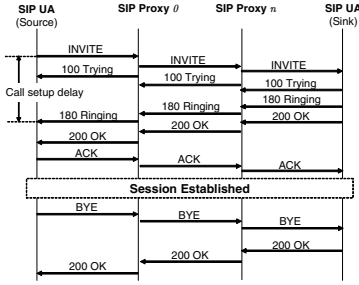 SIP UA SIP Proxy 0 SIP Proxy n SIP UA
(Source) (Sink)
INVITE
INVITE
INVITE
100 Trying
100 Trying
100 Trying
Call setup delay
180 Ringing
180 Ringing
180 Ringing
200 OK
200 OK
200 OK
ACK
ACK
ACK
Session Established
BYE
BYE
BYE
200 OK
200 OK
200 OK